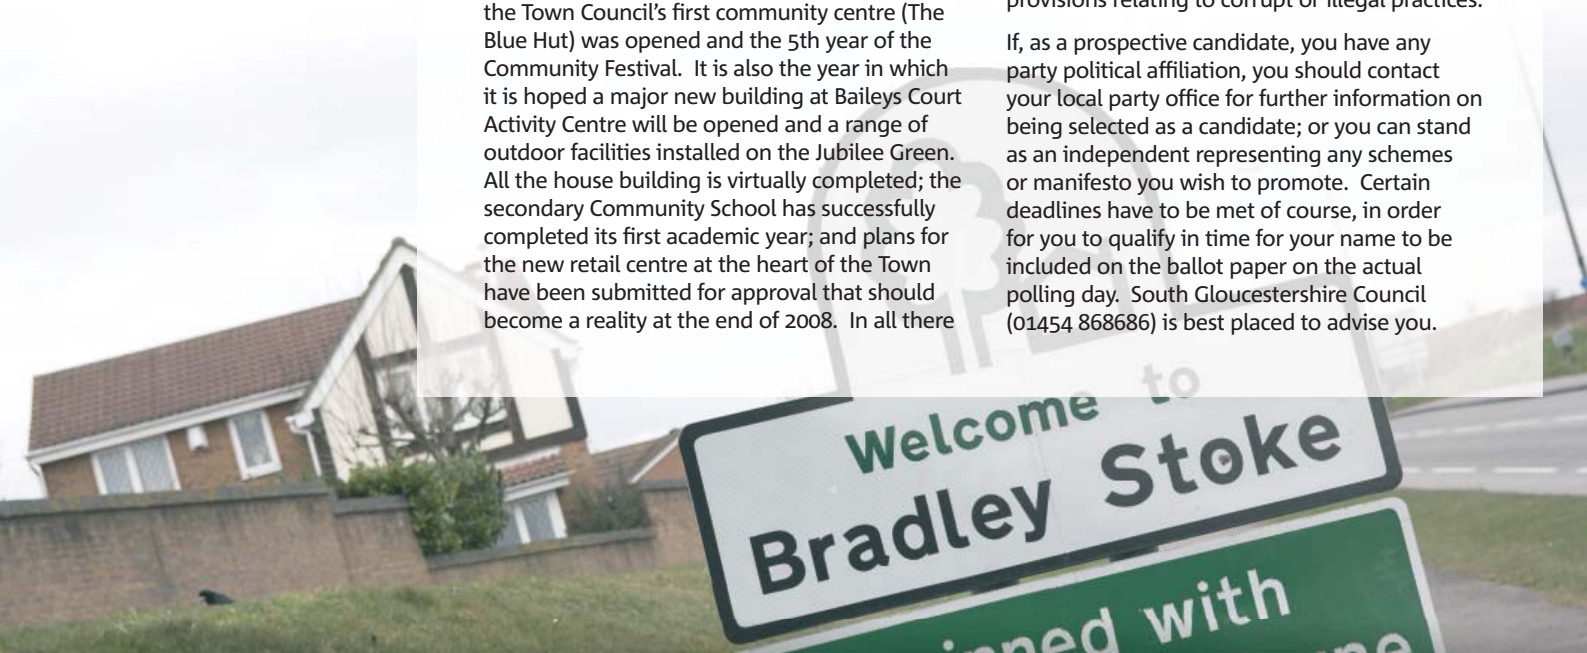 the Town Council's first community centre (The
Blue Hut) was opened and the 5th year of the
Community Festival.  It is also the year in which
it is hoped a major new building at Baileys Court
Activity Centre will be opened and a range of
outdoor facilities installed on the Jubilee Green.
All the house building is virtually completed; the
secondary Community School has successfully
completed its first academic year; and plans for
the new retail centre at the heart of the Town
have been submitted for approval that should
become a reality at the end of 2008.  In all there
provisions relating to corrupt or illegal practices.
If, as a prospective candidate, you have any
party political affiliation, you should contact
your local party office for further information on
being selected as a candidate; or you can stand
as an independent representing any schemes
or manifesto you wish to promote.  Certain
deadlines have to be met of course, in order
for you to qualify in time for your name to be
included on the ballot paper on the actual
polling day.  South Gloucestershire Council
(01454 868686) is best placed to advise you.
Welcome to
Bradley Stoke
with